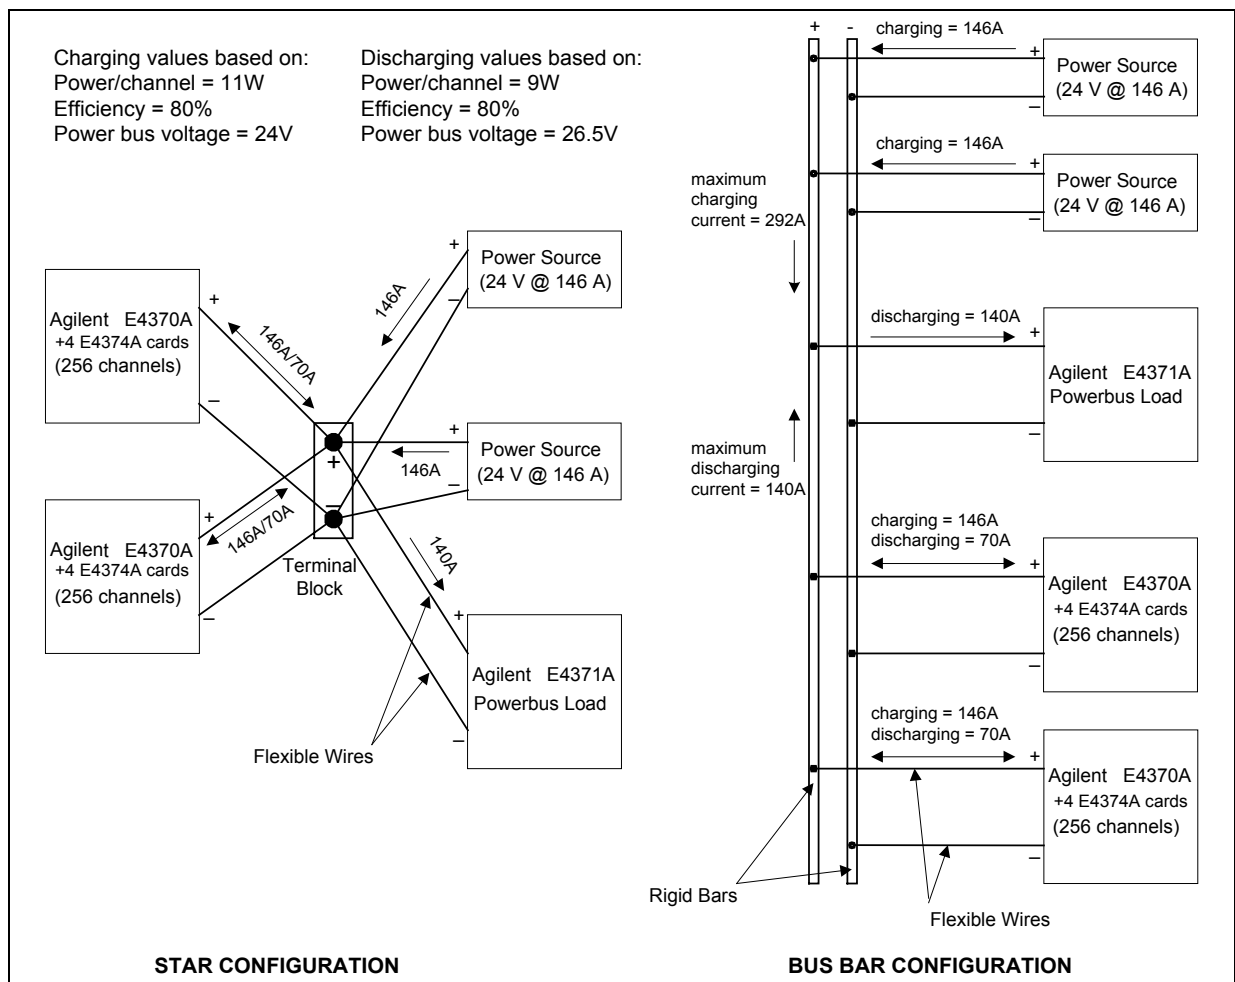 Charging values based on:
Power/channel = 11W
Efficiency = 80%
Power bus voltage = 24V
Discharging values based on:
Power/channel = 9W
Efficiency = 80%
Power bus voltage = 26.5V
Agilent E4370A
+4 E4374A cards
(256 channels)
+
–
146A/70A
Agilent E4370A
+4 E4374A cards
(256 channels)
+
–
146A/70A
+
–
Terminal
Block
Power Source
(24 V @ 146 A)
+
–
146A
Power Source
(24 V @ 146 A)
+
–
146A
140A
+
–
Agilent E4371A
Powerbus Load
Flexible Wires
STAR CONFIGURATION
+ -
charging = 146A
+
–
Power Source
(24 V @ 146 A)
charging = 146A
+
–
Power Source
(24 V @ 146 A)
maximum
charging
current = 292A
discharging = 140A
+
–
Agilent E4371A
Powerbus Load
maximum
discharging
current = 140A
charging = 146A
discharging = 70A
+
–
Agilent E4370A
+4 E4374A cards
(256 channels)
charging = 146A
discharging = 70A
+
–
Agilent E4370A
+4 E4374A cards
(256 channels)
Rigid Bars
Flexible Wires
BUS BAR CONFIGURATION